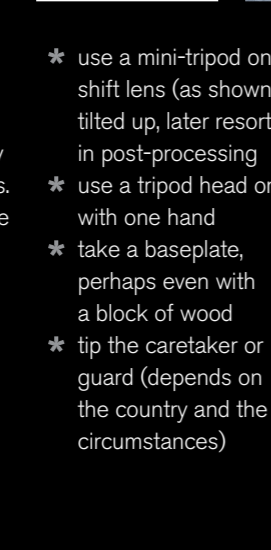 * use a mini-tripod on
shift lens (as shown
tilted up, later resort
in post-processing
* use a tripod head or
with one hand
* take a baseplate,
perhaps even with
a block of wood
* tip the caretaker or
guard (depends on
the country and the
circumstances)